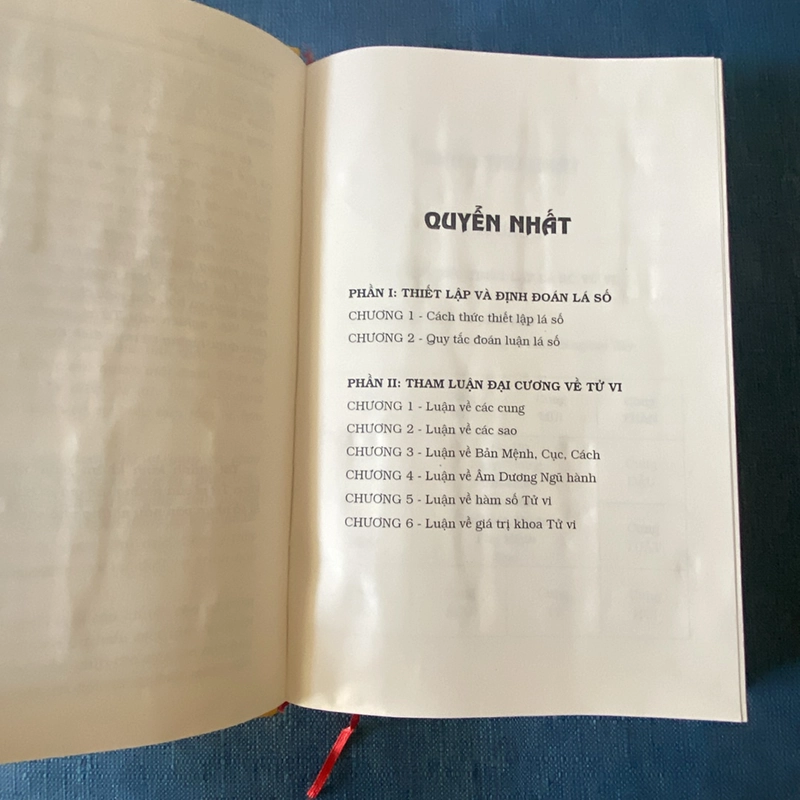 QUYỂN NHẤT
PHẦN I: THIẾT LẬP VÀ ĐỊNH ĐOÁN LÁ SỐ
CHƯƠNG 1 - Cách thức thiết lập lá số
CHƯƠNG 2 - Quy tắc đoán luận lá số
PHẦN II: THAM LUẬN ĐẠI CƯƠNG VỀ TỬ VI
CHƯƠNG 1 - Luận về các cung
CHƯƠNG 2 - Luận về các sao
CHƯƠNG 3 - Luận về Bản Mệnh, Cục, Cách
CHƯƠNG 4 - Luận về Âm Dương Ngũ hành
CHƯƠNG 5 - Luận về hàm số Tử vi
CHƯƠNG 6 - Luận về giá trị khoa Tử vi